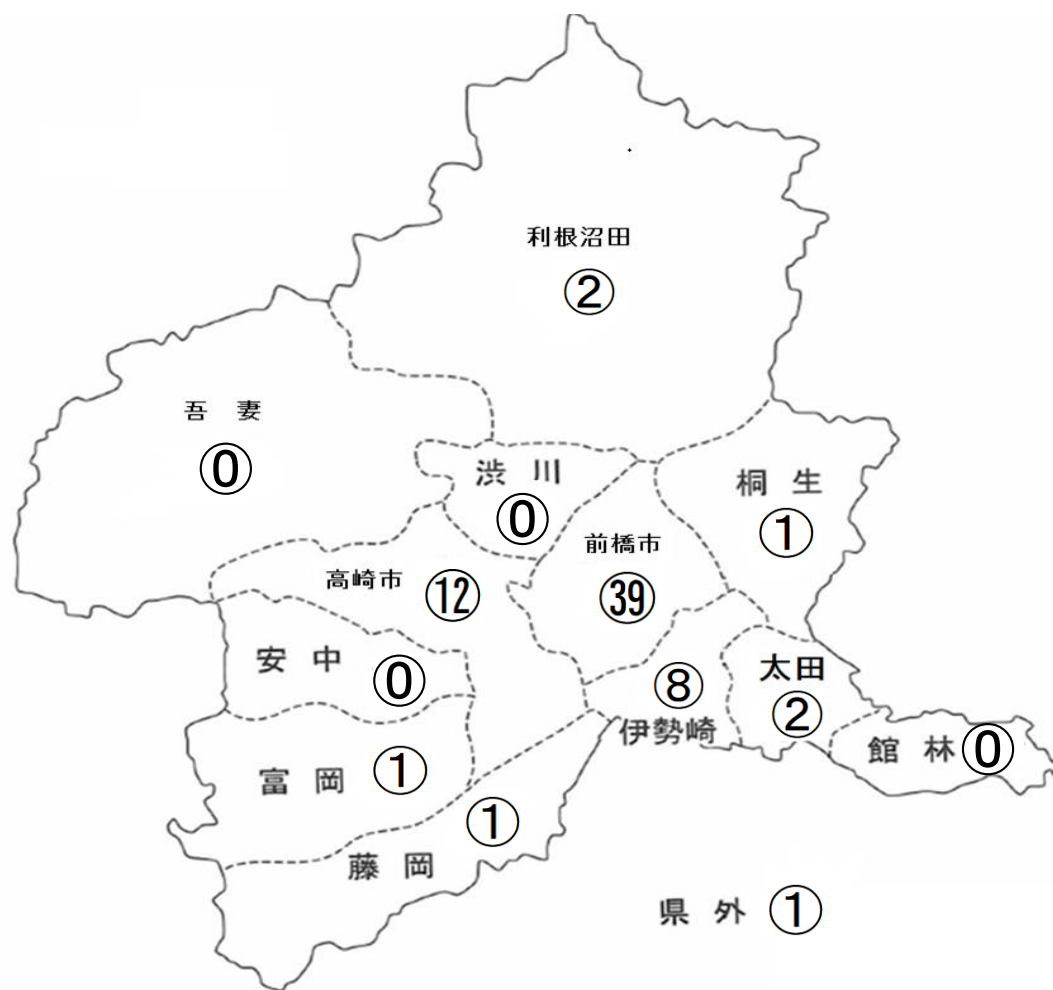 利根沼田
②
吾 妻
⓪
渋 川
⓪
桐 生
①
前橋市
㊴
高崎市
⑫
安 中
⓪
太田
②
⑧
伊勢崎
館 林 ⓪
富 岡 ①
①
藤 岡
県 外 ①